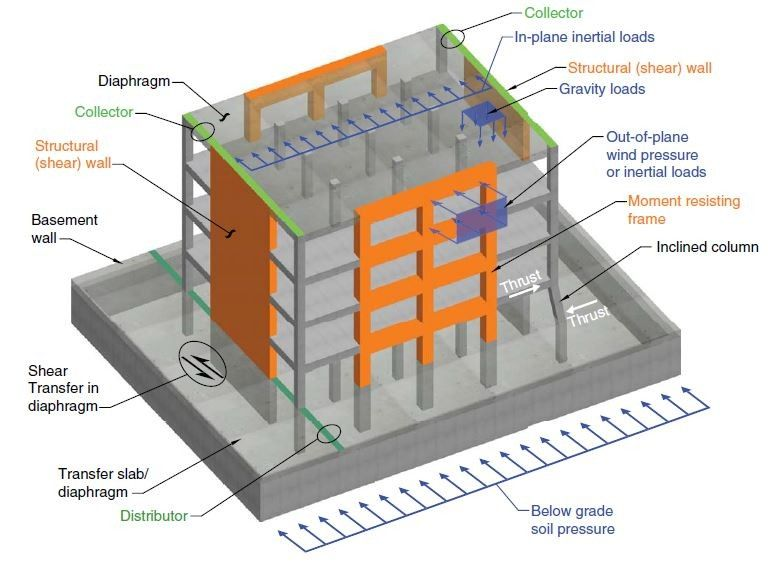 Collector
In-plane inertial loads
Structural (shear) wall
Gravity loads
Diaphragm
Collector
Structural
(shear) wall
Out-of-plane
wind pressure
or inertial loads
Moment resisting
frame
Basement
wall
Inclined column
Thrust
Thrust
Shear
Transfer in
diaphragm
Transfer slab/
diaphragm
Distributor
Below grade
soil pressure